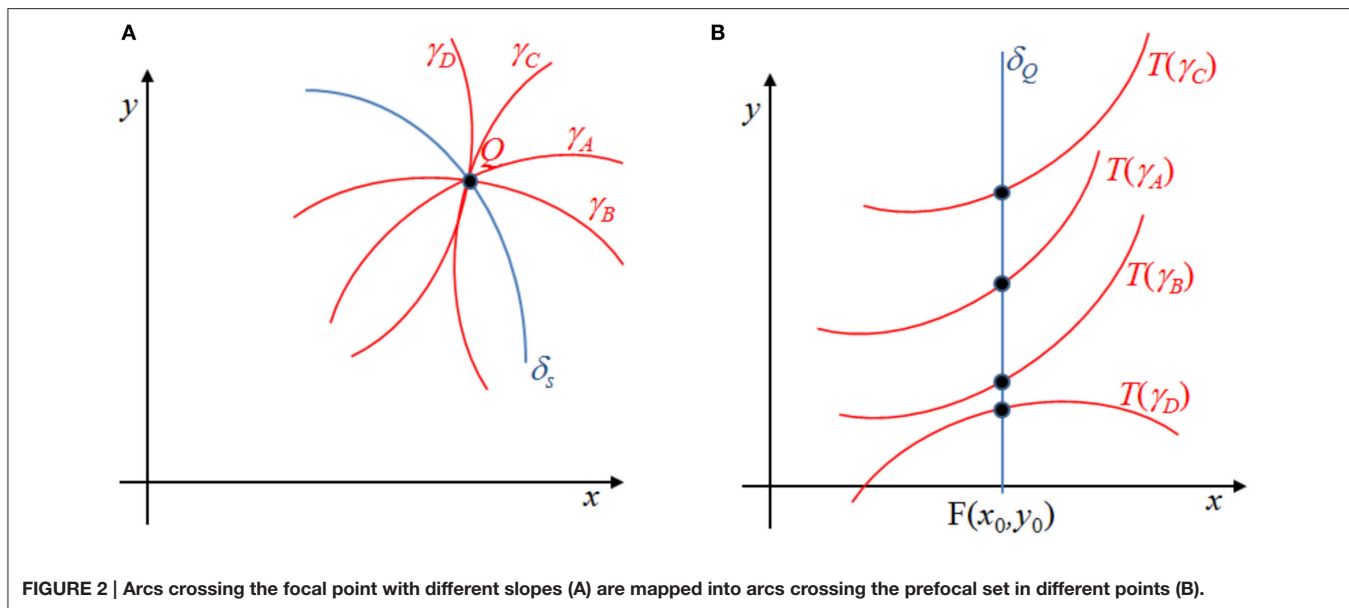 A
B
γD
γC
δQ
T(γC)
y
y
Q
γA
T(γA)
γB
T(γB)
δs
T(γD)
x
x
F(x0,y0)
FIGURE 2 | Arcs crossing the focal point with different slopes (A) are mapped into arcs crossing the prefocal set in different points (B).